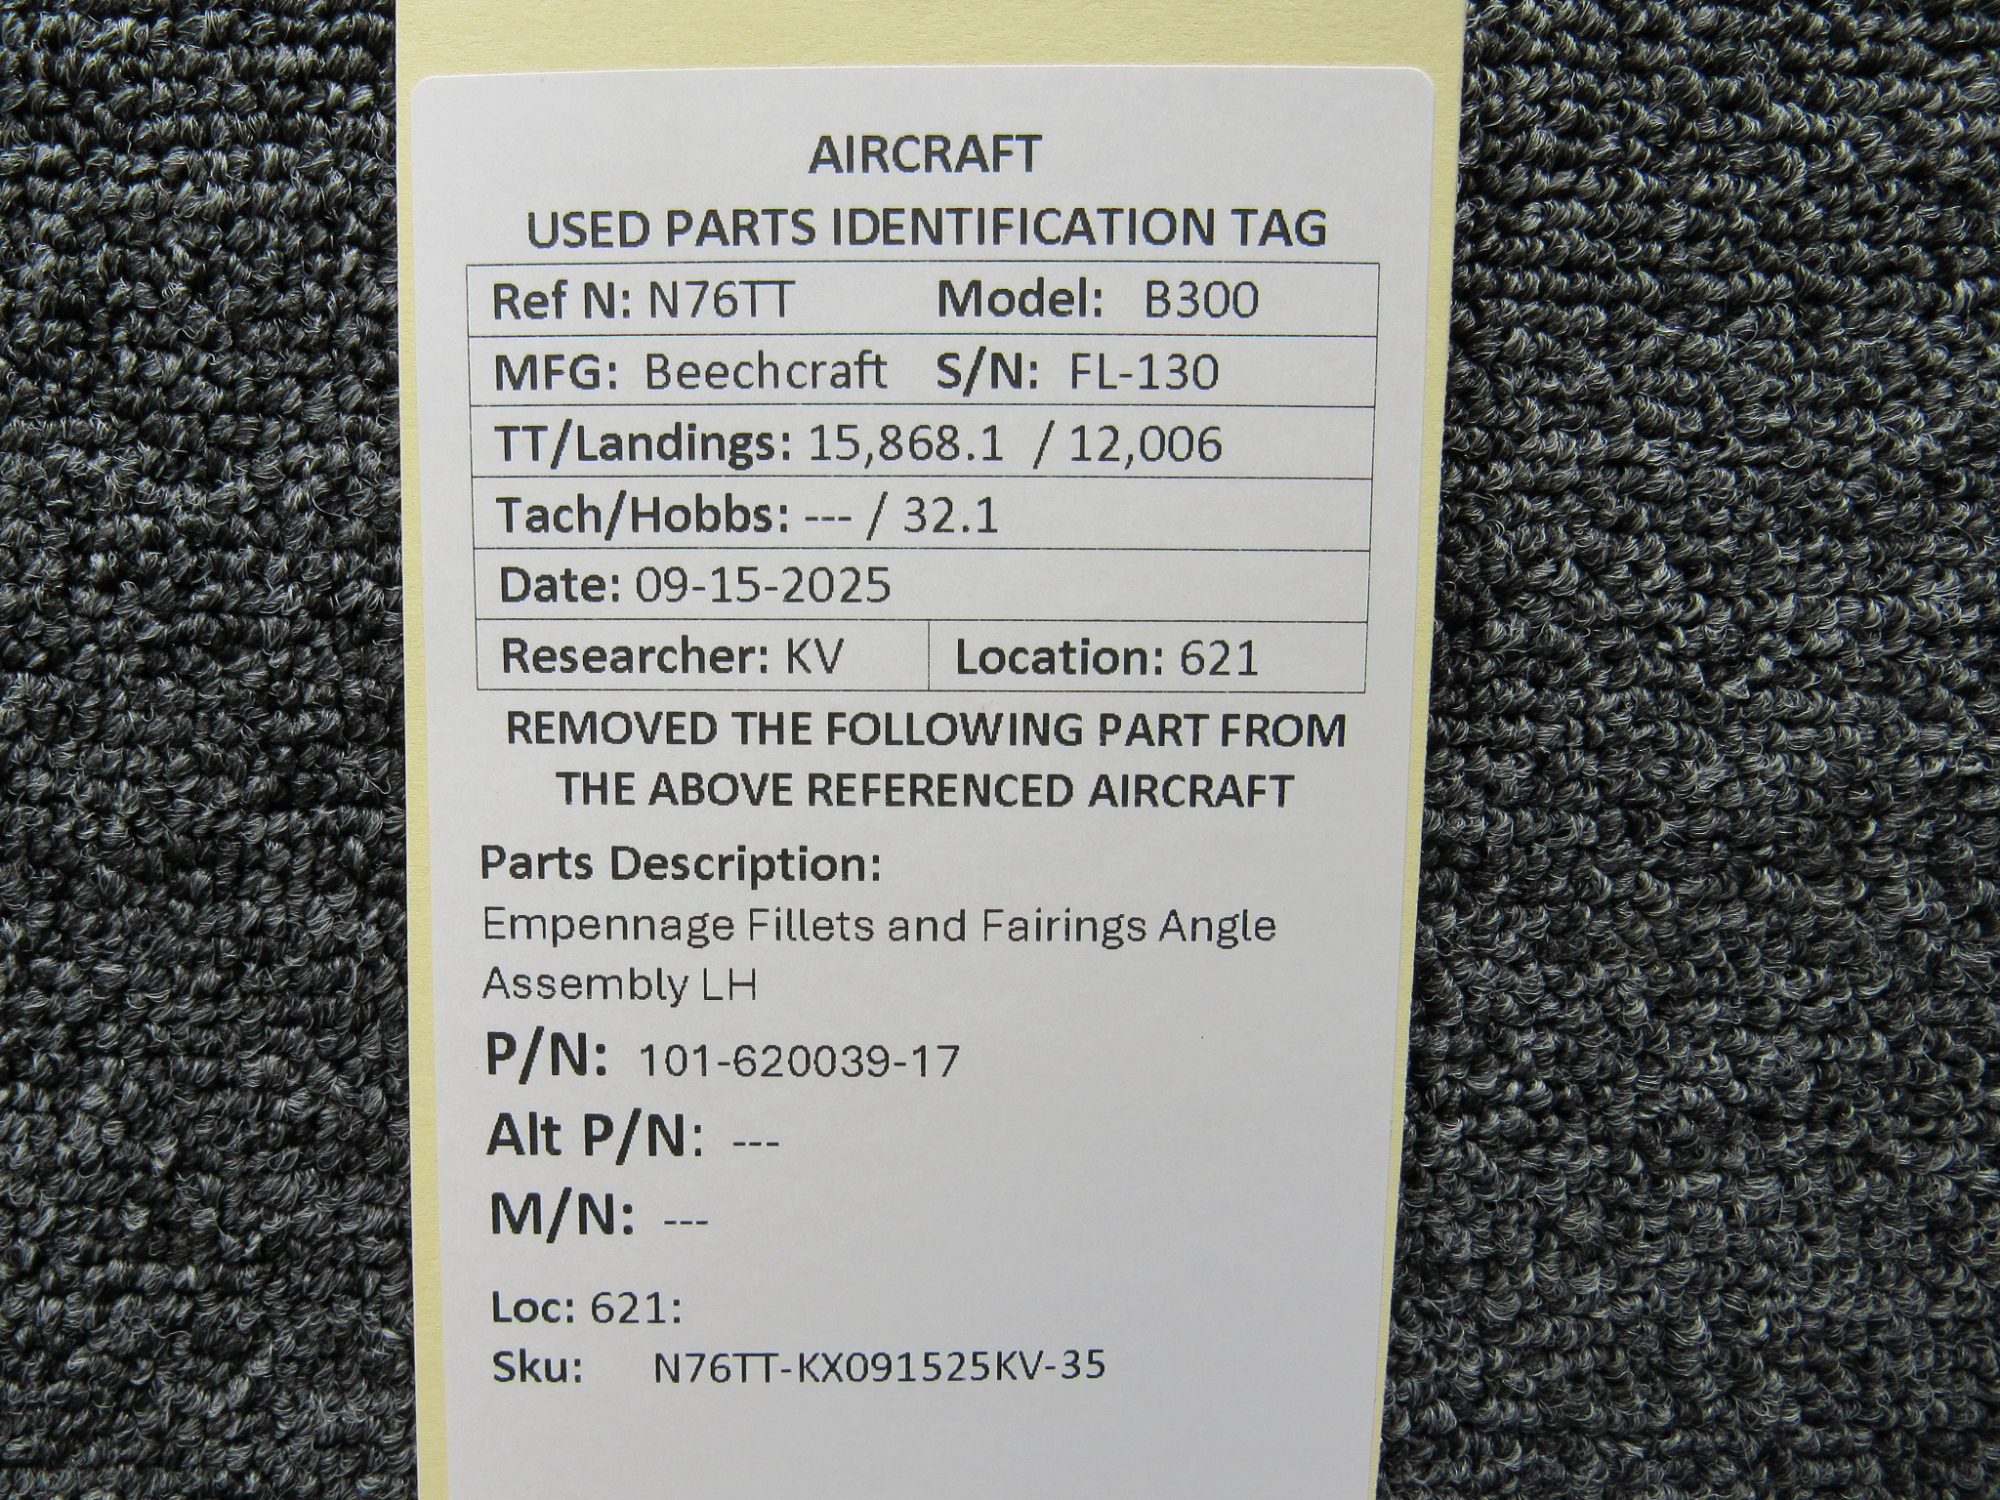 AIRCRAFT
USED PARTS IDENTIFICATION TAG
Ref N: N76TT Model: B300
MFG: Beechcraft S/N: FL-130
TT/Landings: 15,868.1 / 12,006
Tach/Hobbs: --- / 32.1
Date: 09-15-2025
Researcher: KV Location: 621
REMOVED THE FOLLOWING PART FROM
THE ABOVE REFERENCED AIRCRAFT
Parts Description:
Empennage Fillets and Fairings Angle
Assembly LH
P/N: 101-620039-17
Alt P/N: ---
M/N: ---
Loc: 621:
Sku: N76TT-KX091525KV-35